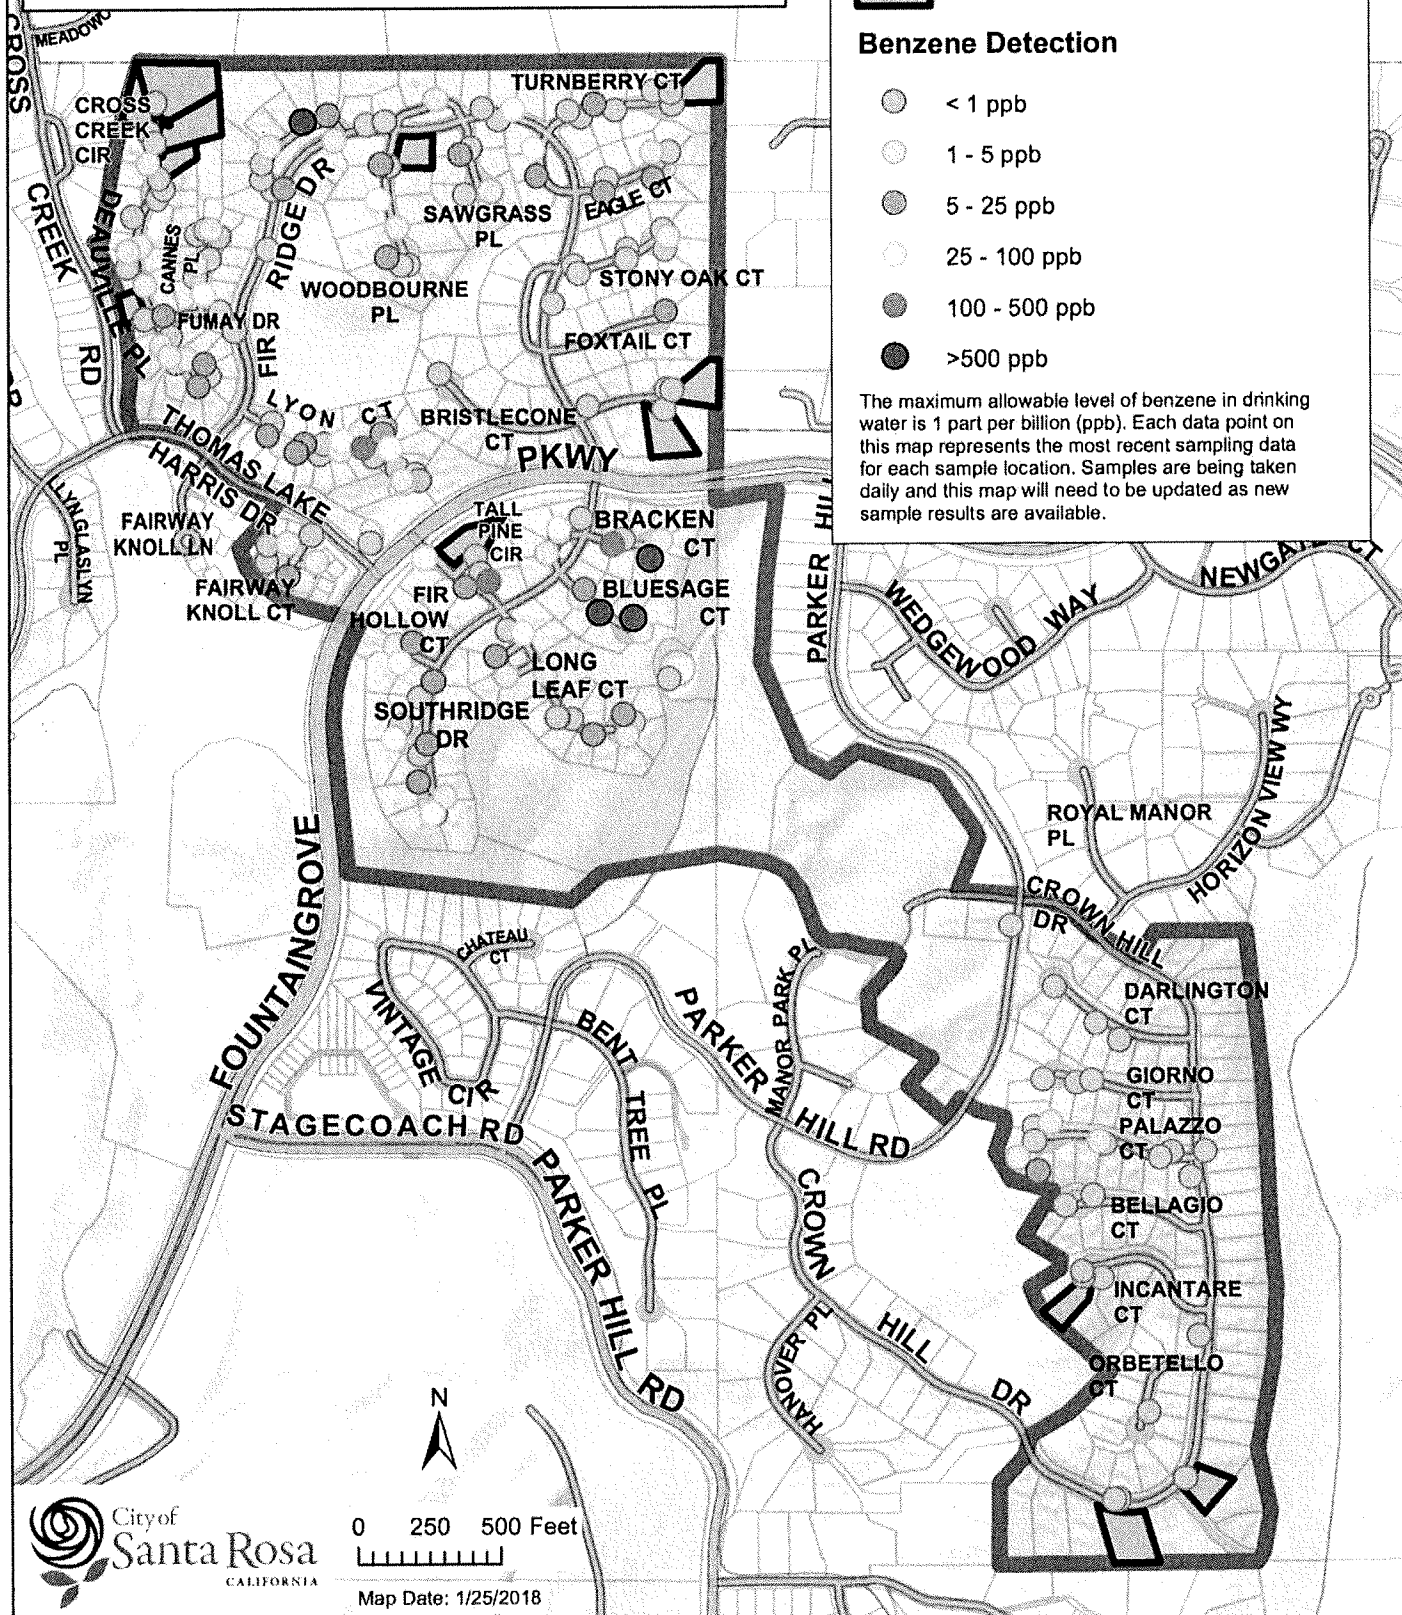 Benzene Detection
< 1 ppb
1 - 5 ppb
5 - 25 ppb
25 - 100 ppb
100 - 500 ppb
>500 ppb
The maximum allowable level of benzene in drinking
water is 1 part per billion (ppb). Each data point on
this map represents the most recent sampling data
for each sample location. Samples are being taken
daily and this map will need to be updated as new
sample results are available.
CROSS
CREEK
RD
CROSS
CREEK
CIR
TURNBERRY CT
DEAUVILLE PL
CANNES
PL
FIR
RIDGE DR
SAWGRASS
PL
EAGLE CT
WOODBOURNE
PL
STONY OAK CT
FUMAY DR
FOXTAIL CT
LYON CT
BRISTLECONE
CT
PKWY
THOMAS LAKE
HARRIS DR
FAIRWAY
KNOLL LN
LLYN GLASLYN
PL
FAIRWAY
KNOLL CT
TALL
PINE
CIR
BRACKEN
CT
FIR
HOLLOW
CT
BLUESAGE
CT
LONG
LEAF CT
SOUTHRIDGE
DR
PARKER
WEDGEWOOD WAY
HORIZON VIEW WY
ROYAL MANOR
PL
CROWN HILL
DR
FOUNTAINGROVE
CHATEAU
CT
VINTAGE
CIR
BENT
TREE PL
PARKER
HILL RD
MANOR PARK PL
STAGECOACH RD
PARKER HILL
RD
CROWN
HILL
DR
HANOVER PL
DARLINGTON
CT
GIORNO
CT
PALAZZO
CT
BELLAGIO
CT
INCANTARE
CT
ORBETELLO
CT
N
City of
Santa Rosa
CALIFORNIA
0 250 500 Feet
Map Date: 1/25/2018